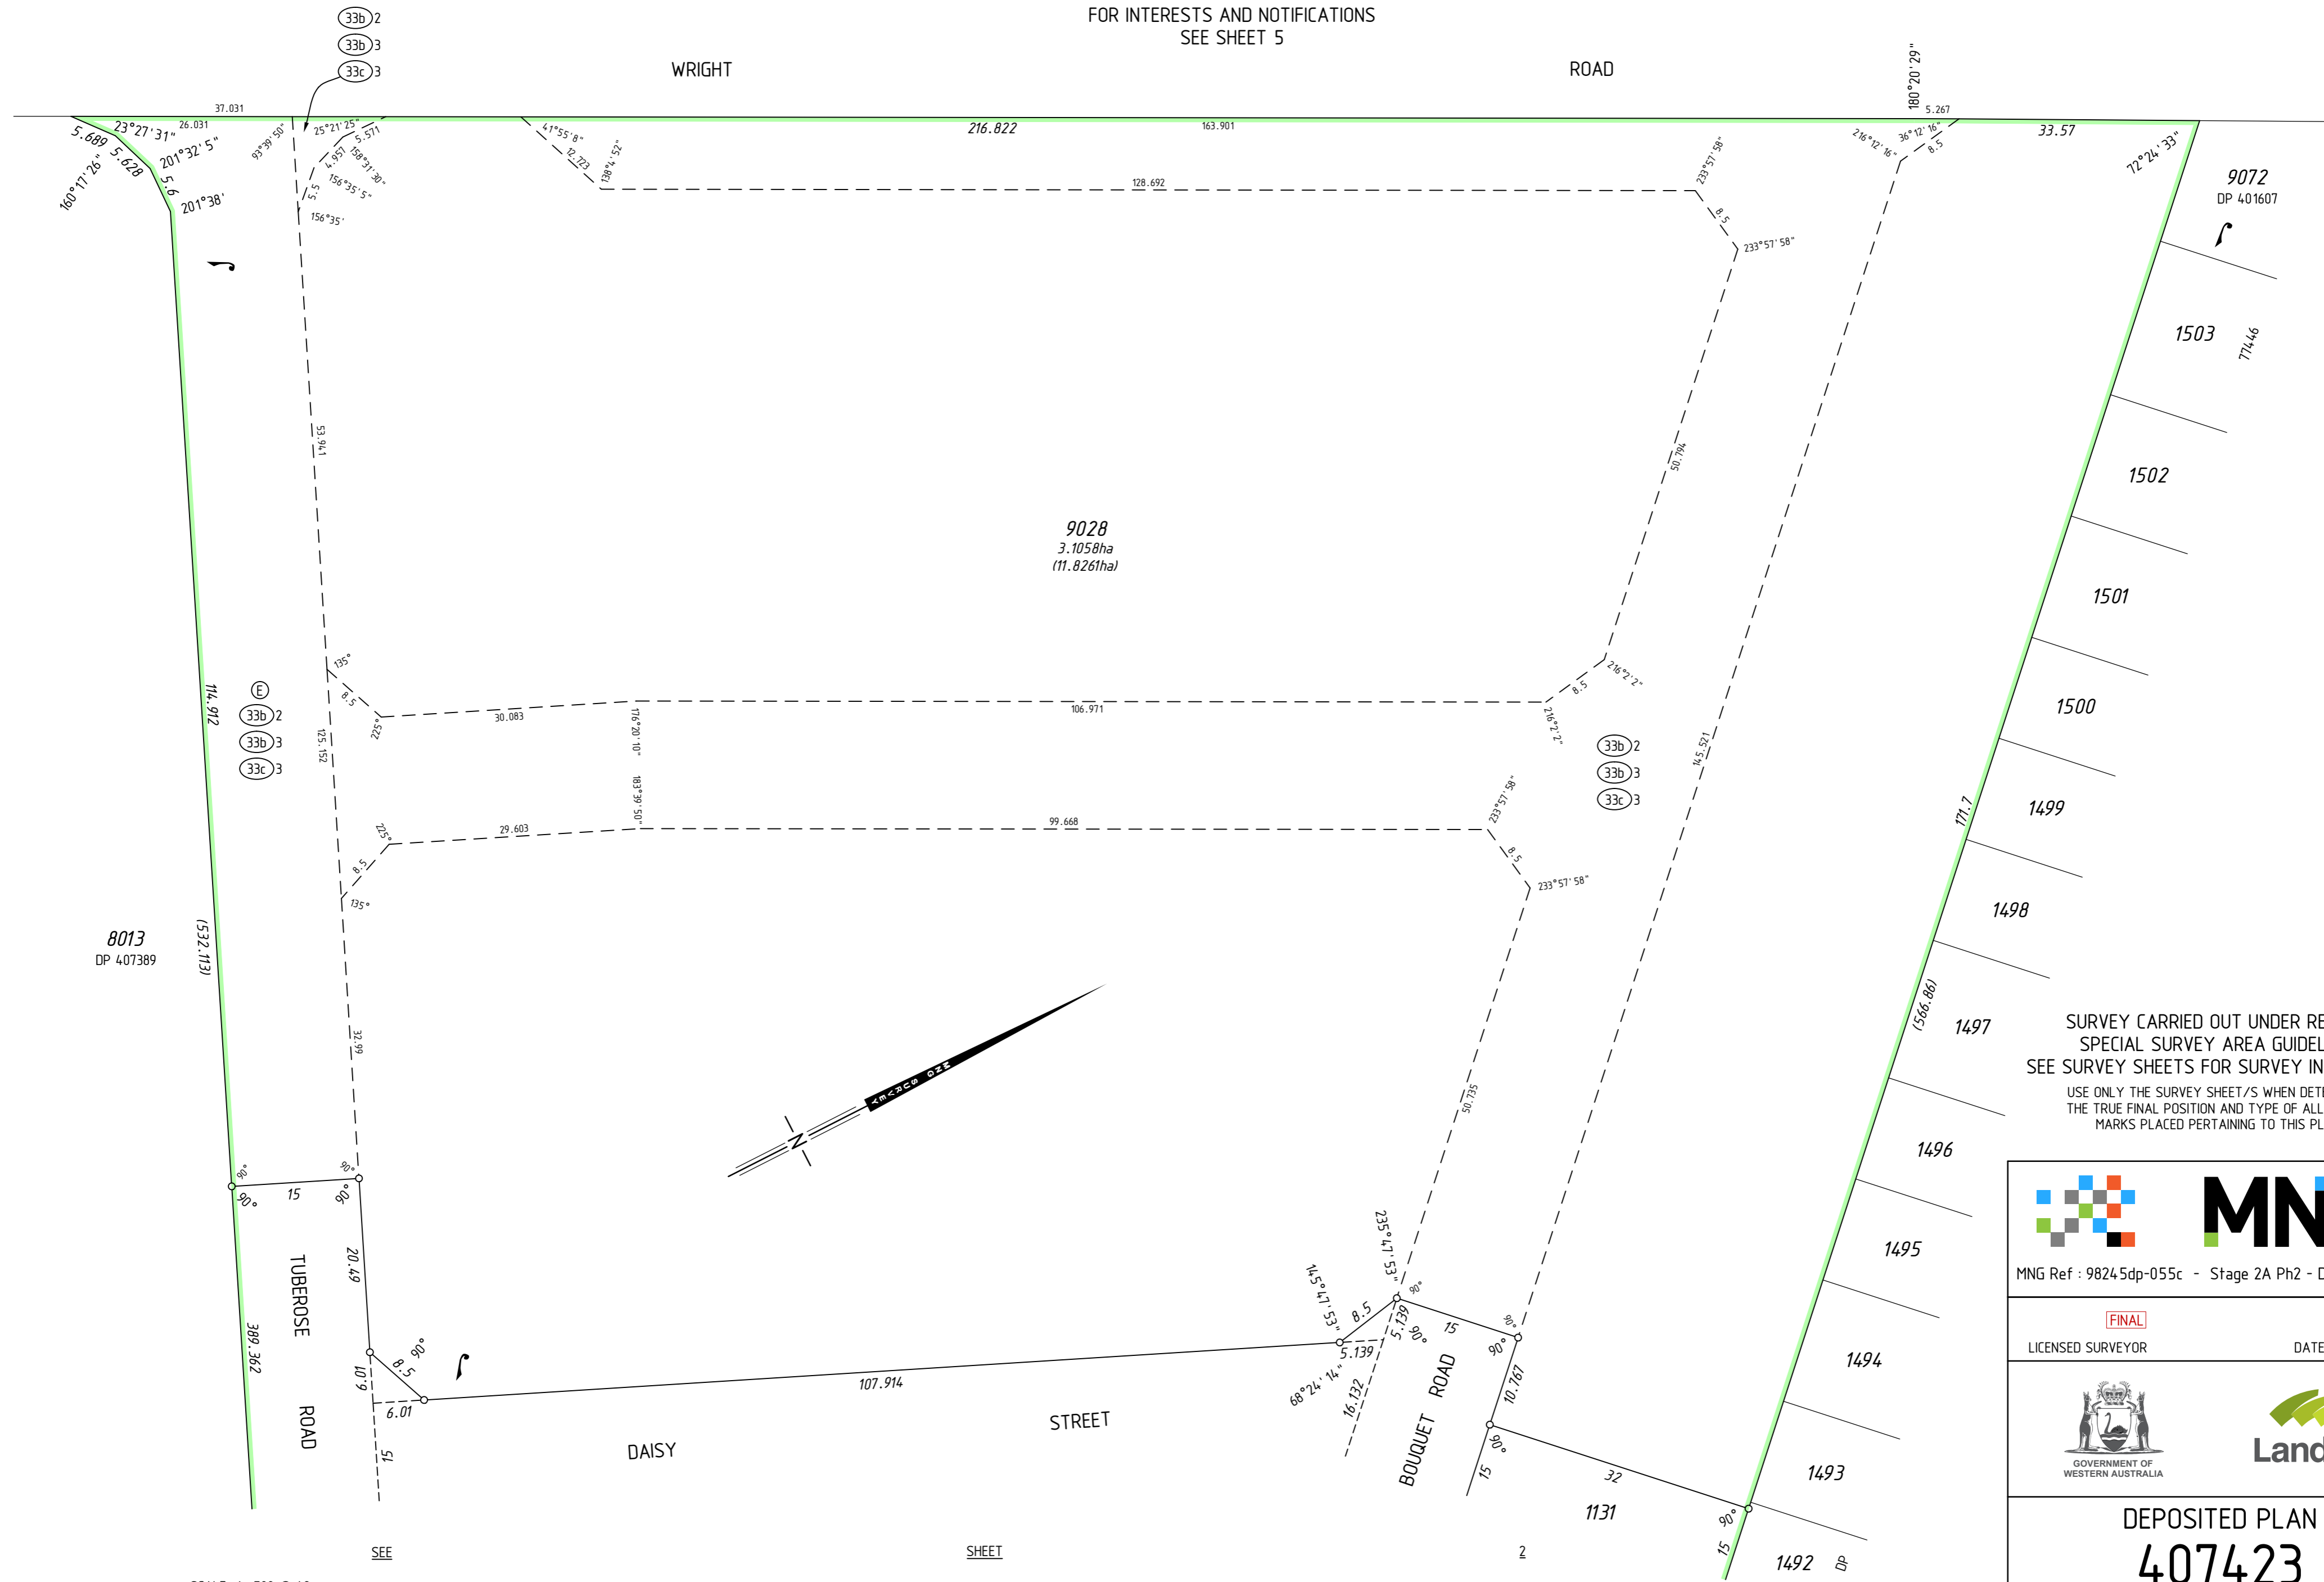 FOR INTERESTS AND NOTIFICATIONS
SEE SHEET 5
33b 2
33b 3
33c 3
WRIGHT ROAD
180°20'29"
37.031
26.031
5.267
216.822
163.901
33.57
5.689
23°27'31"
5.628
201°32'5"
160°17'26"
5.6
201°38'
93°39'50"
25°21'25"
5.571
4.957
158°31'30"
156°35'5"
5.5
156°35'
41°55'8"
12.723
138°4'52"
128.692
233°57'58"
8.5
233°57'58"
216°12'16"
36°12'16"
8.5
72°24'33"
9072
DP 401607
1503
77446
1502
1501
1500
1499
1498
1497
1496
1495
1494
1493
1492 DP
53.941
50.794
9028
3.1058ha
(11.8261ha)
135°
8.5
225°
30.083
176°20'10"
106.971
216°2'2"
8.5
216°2'2"
114.912
E
33b 2
33b 3
33c 3
125.152
33b 2
33b 3
33c 3
145.521
171.7
183°39'50"
225°
29.603
99.668
233°57'58"
8.5
233°57'58"
8.5
135°
8013
DP 407389
(532.113)
(566.86)
32.99
50.735
MNG SURVEY
N
90°
90°
15
90°
90°
TUBEROSE ROAD
20.49
389.362
8.5
90°
6.01
6.01
51
107.914
DAISY STREET
145°47'53"
235°47'53"
8.5
5.139
5.139
90°
90°
15
90°
90°
68°24'14"
16.132
BOUQUET ROAD
10.767
90°
15
32
1131
90°
15
SEE SHEET 2
SURVEY CARRIED OUT UNDER RE
SPECIAL SURVEY AREA GUIDEL
SEE SURVEY SHEETS FOR SURVEY IN
USE ONLY THE SURVEY SHEET/S WHEN DETE
THE TRUE FINAL POSITION AND TYPE OF ALL
MARKS PLACED PERTAINING TO THIS PL
MN
MNG Ref : 98245dp-055c - Stage 2A Ph2 - D
FINAL
LICENSED SURVEYOR DATE
GOVERNMENT OF
WESTERN AUSTRALIA
Land
DEPOSITED PLAN
407423